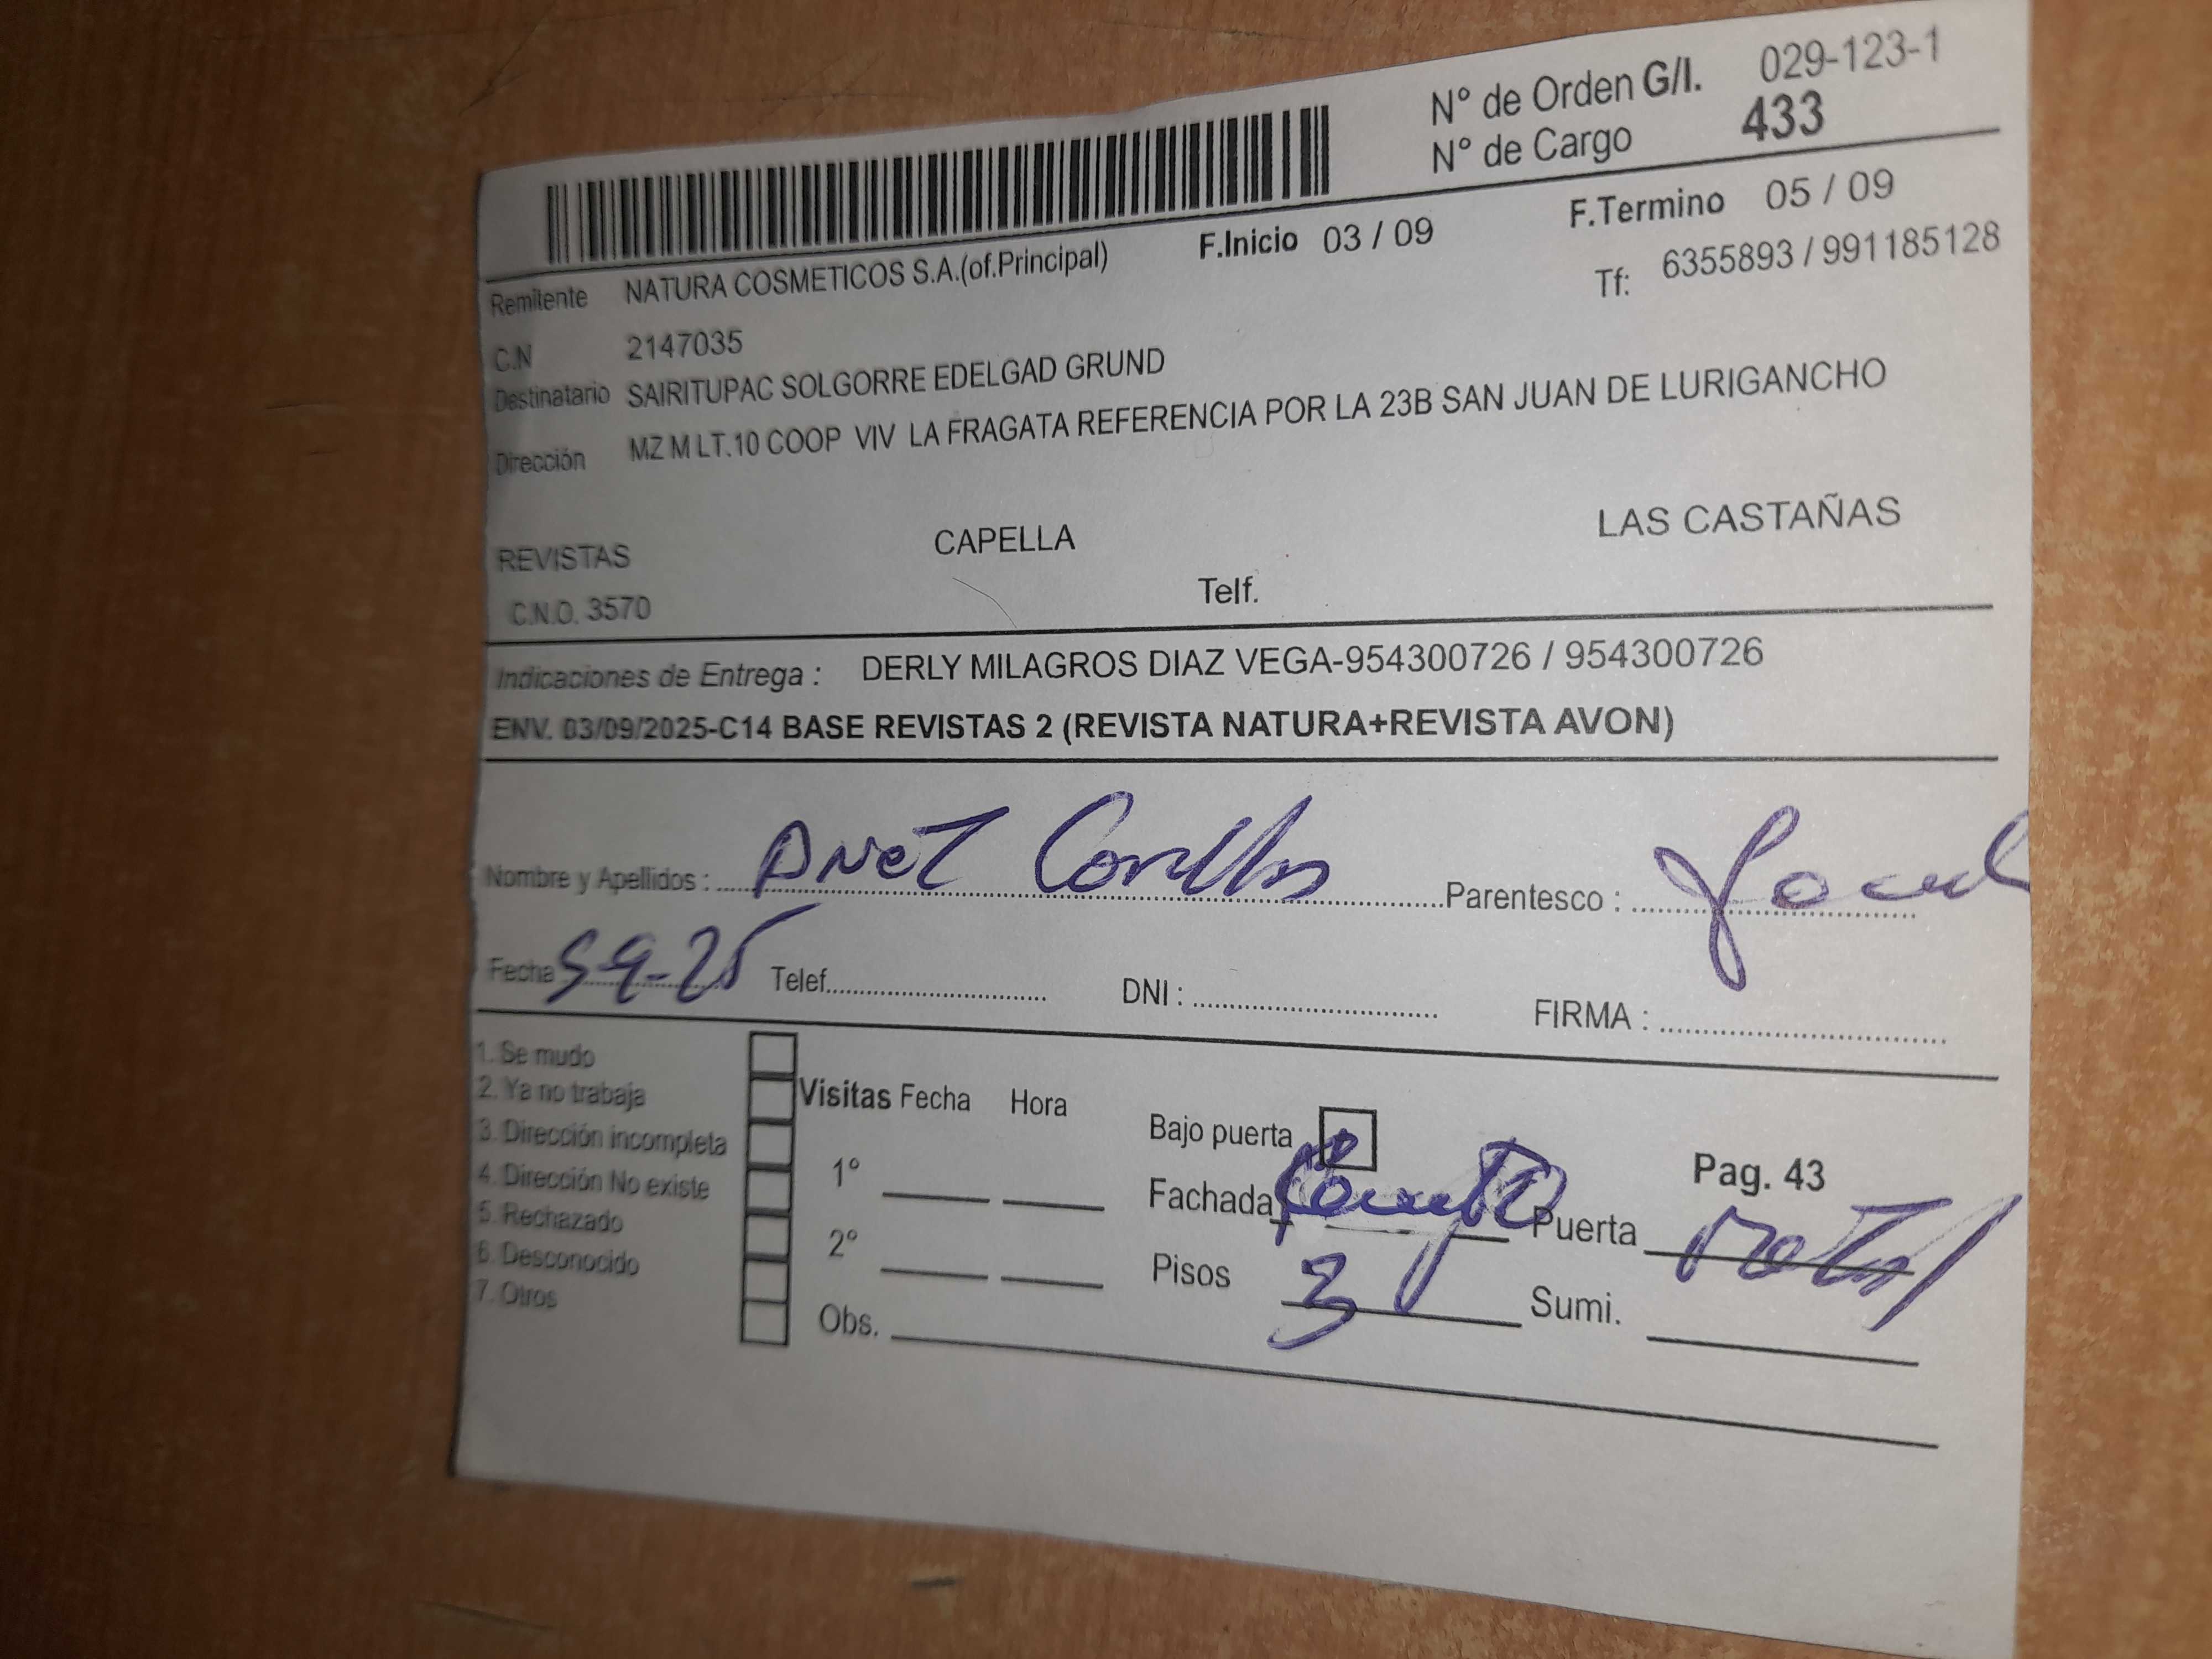 N° de Orden G/I. 029-123-1
N° de Cargo 433
F.Inicio 03 / 09 F.Termino 05 / 09
Remitente NATURA COSMETICOS S.A.(of.Principal) Tf: 6355893 / 991185128
C.N 2147035
Destinatario SAIRITUPAC SOLGORRE EDELGAD GRUND
Dirección MZ M LT.10 COOP VIV LA FRAGATA REFERENCIA POR LA 23B SAN JUAN DE LURIGANCHO
REVISTAS CAPELLA LAS CASTAÑAS
C.N.O. 3570 Telf.
Indicaciones de Entrega : DERLY MILAGROS DIAZ VEGA-954300726 / 954300726
ENV. 03/09/2025-C14 BASE REVISTAS 2 (REVISTA NATURA+REVISTA AVON)
Nombre y Apellidos : Parentesco :
Fecha 5-9-25 Telef. DNI : FIRMA :
1. Se mudo
2. Ya no trabaja Visitas Fecha Hora
3. Dirección incompleta Bajo puerta
4. Dirección No existe 1° Fachada Pag. 43
5. Rechazado 2° Puerta
6. Desconocido Pisos 3
7. Otros Obs. Sumi.